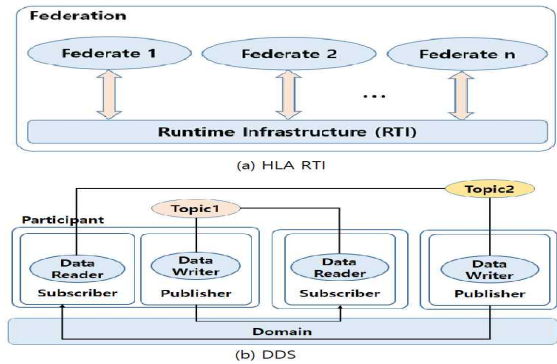 Federation
Federate 1
Federate 2
Federate n
...
Runtime Infrastructure (RTI)
(a) HLA RTI
Topic2
Topic1
Participant
Data
Reader
Subscriber
Data
Writer
Publisher
Data
Reader
Subscriber
Data
Writer
Publisher
Domain
(b) DDS